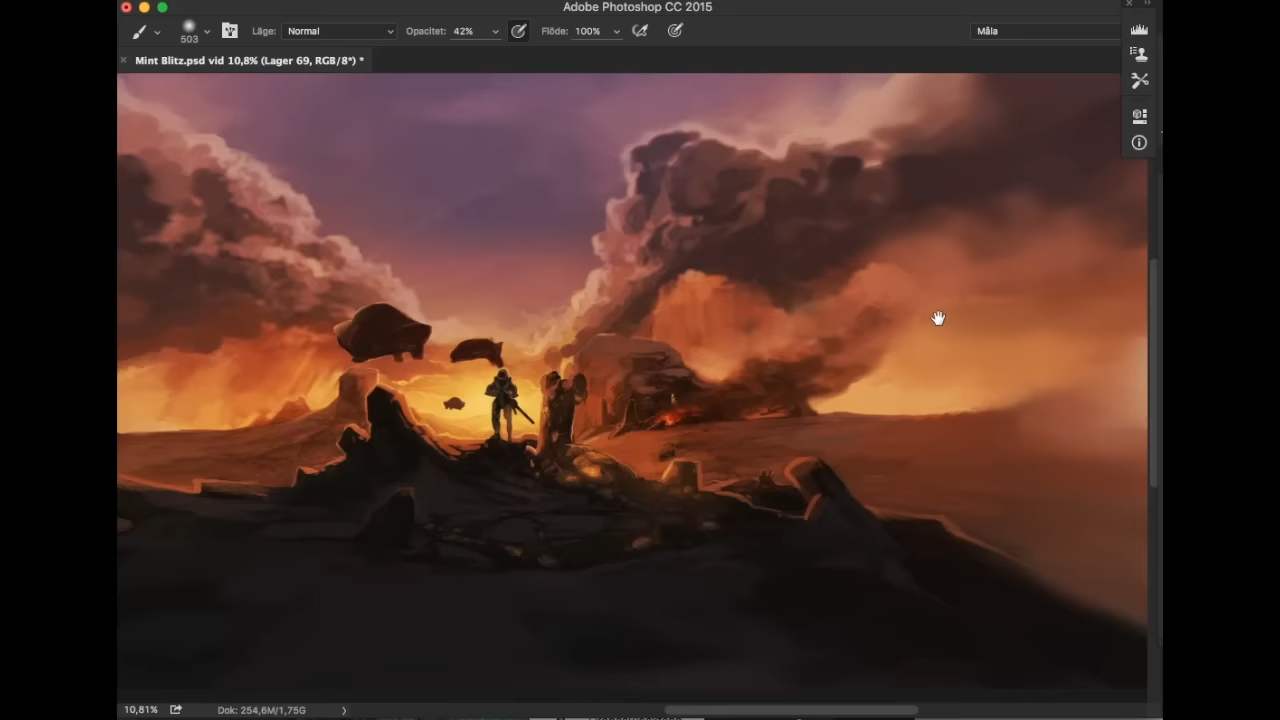 Adobe Photoshop CC 2015
503 Läge: Normal Opacitet: 42% Flöde: 100% Måla
× Mint Blitz.psd vid 10,8% (Lager 69, RGB/8*) *
10,81% Dok: 254,6M/1,75G